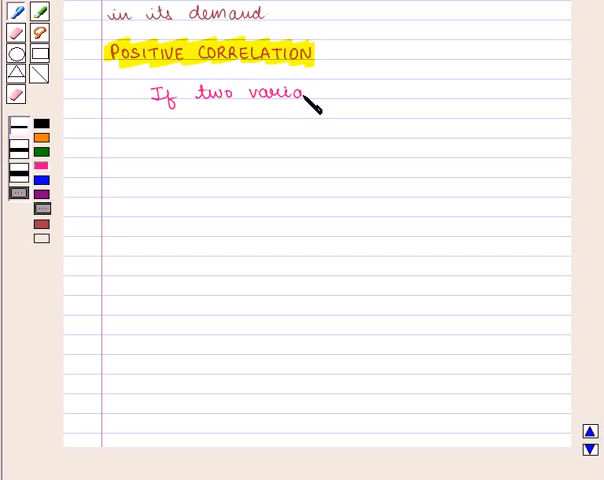 in its demand.
POSITIVE CORRELATION
If two varia